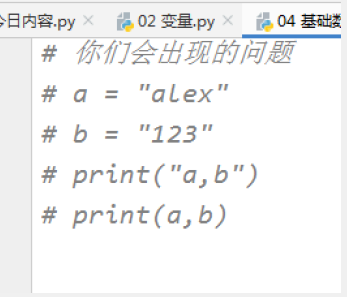 今日内容.py × 02 变量.py × 04 基础数
# 你们会出现的问题
# a = "alex"
# b = "123"
# print("a,b")
# print(a,b)